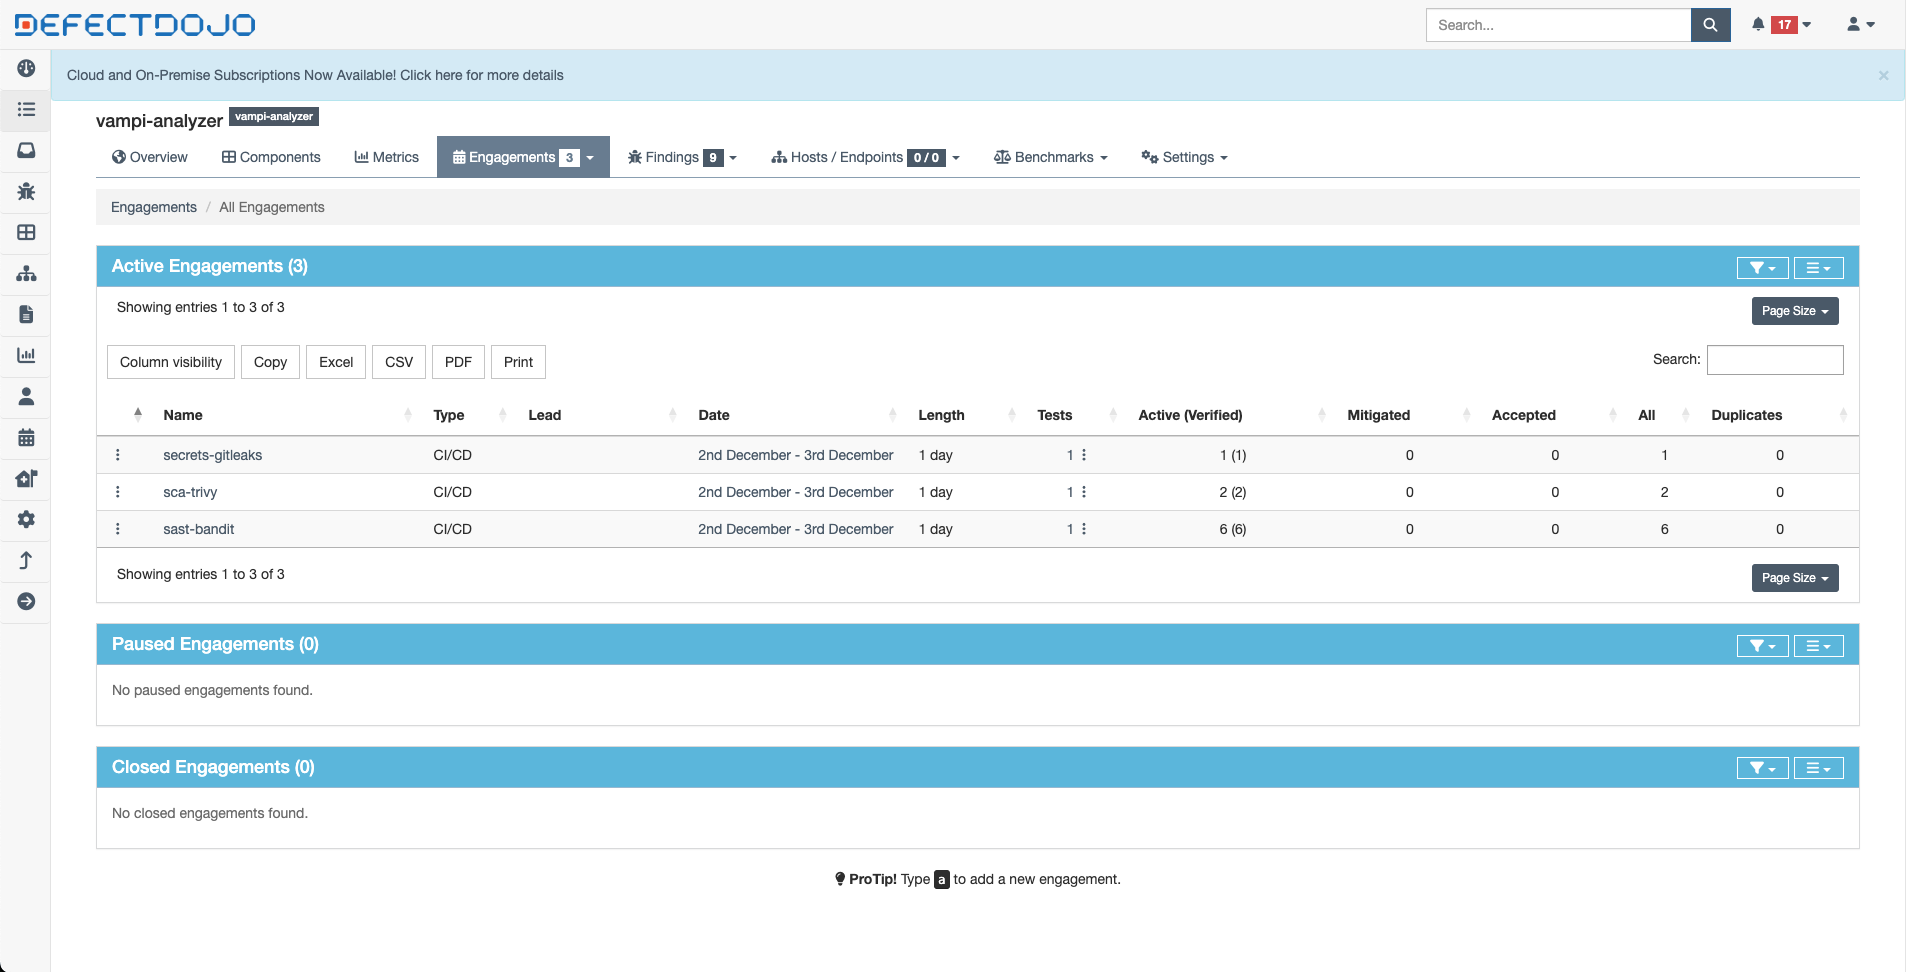 DEFECTDOJO
Search...
17
Cloud and On-Premise Subscriptions Now Available! Click here for more details
×
vampi-analyzer vampi-analyzer
Overview Components Metrics Engagements 3 Findings 9 Hosts / Endpoints 0 / 0 Benchmarks Settings
Engagements / All Engagements
Active Engagements (3)
Showing entries 1 to 3 of 3
Page Size
Column visibility Copy Excel CSV PDF Print Search:
Name Type Lead Date Length Tests Active (Verified) Mitigated Accepted All Duplicates
secrets-gitleaks CI/CD 2nd December - 3rd December 1 day 1 1 (1) 0 0 1 0
sca-trivy CI/CD 2nd December - 3rd December 1 day 1 2 (2) 0 0 2 0
sast-bandit CI/CD 2nd December - 3rd December 1 day 1 6 (6) 0 0 6 0
Showing entries 1 to 3 of 3
Page Size
Paused Engagements (0)
No paused engagements found.
Closed Engagements (0)
No closed engagements found.
ProTip! Type a to add a new engagement.